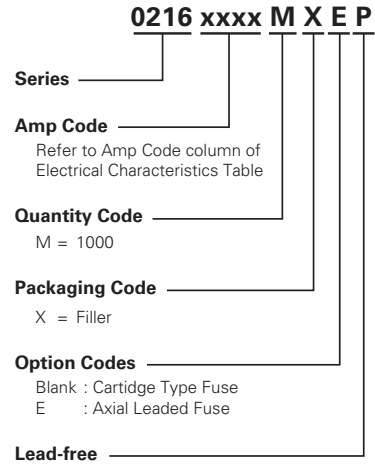 0216 xxxx M X E P
Series
Amp Code
Refer to Amp Code column of
Electrical Characteristics Table
Quantity Code
M = 1000
Packaging Code
X = Filler
Option Codes
Blank : Cartidge Type Fuse
E : Axial Leaded Fuse
Lead-free